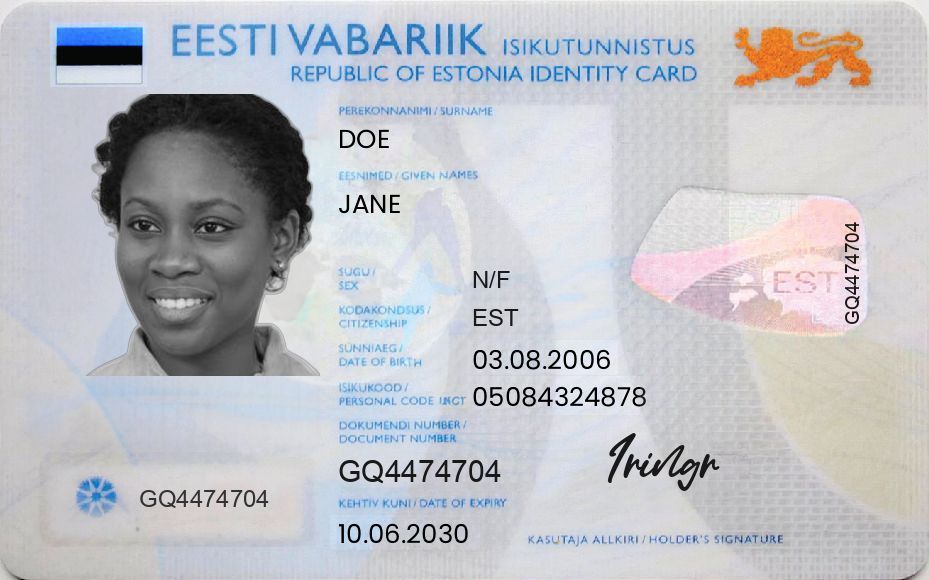 EESTI VABARIIK ISIKUTUNNISTUS
REPUBLIC OF ESTONIA IDENTITY CARD
PEREKONNANIMI / SURNAME
DOE
EESNIMED / GIVEN NAMES
JANE
SUGU / SEX
N/F
KODAKONDSUS / CITIZENSHIP
EST
SÜNNIAEG / DATE OF BIRTH
03.08.2006
ISIKUKOOD / PERSONAL CODE
05084324878
DOKUMENDI NUMBER / DOCUMENT NUMBER
GQ4474704
KEHTIV KUNI / DATE OF EXPIRY
10.06.2030
KASUTAJA ALLKIRI / HOLDER'S SIGNATURE
GQ4474704
EST
GQ4474704